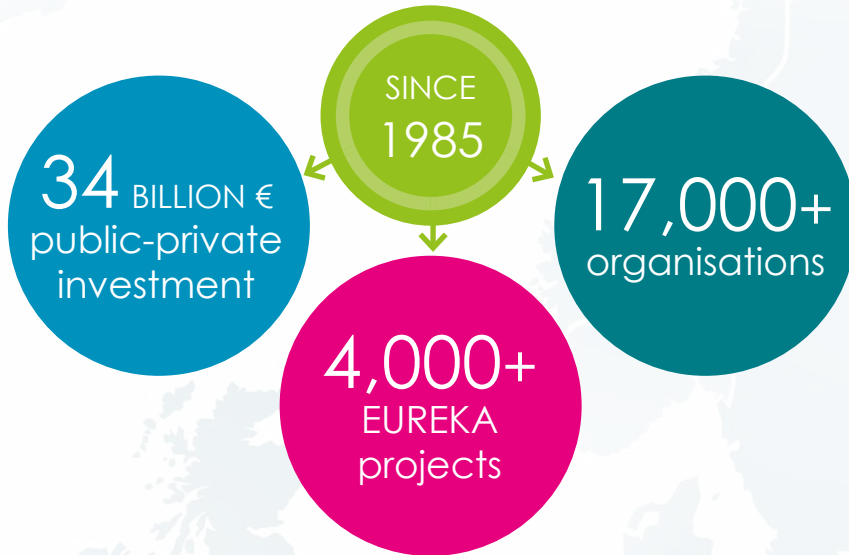 SINCE
1985
34 BILLION €
public-private
investment
4,000+
EUREKA
projects
17,000+
organisations